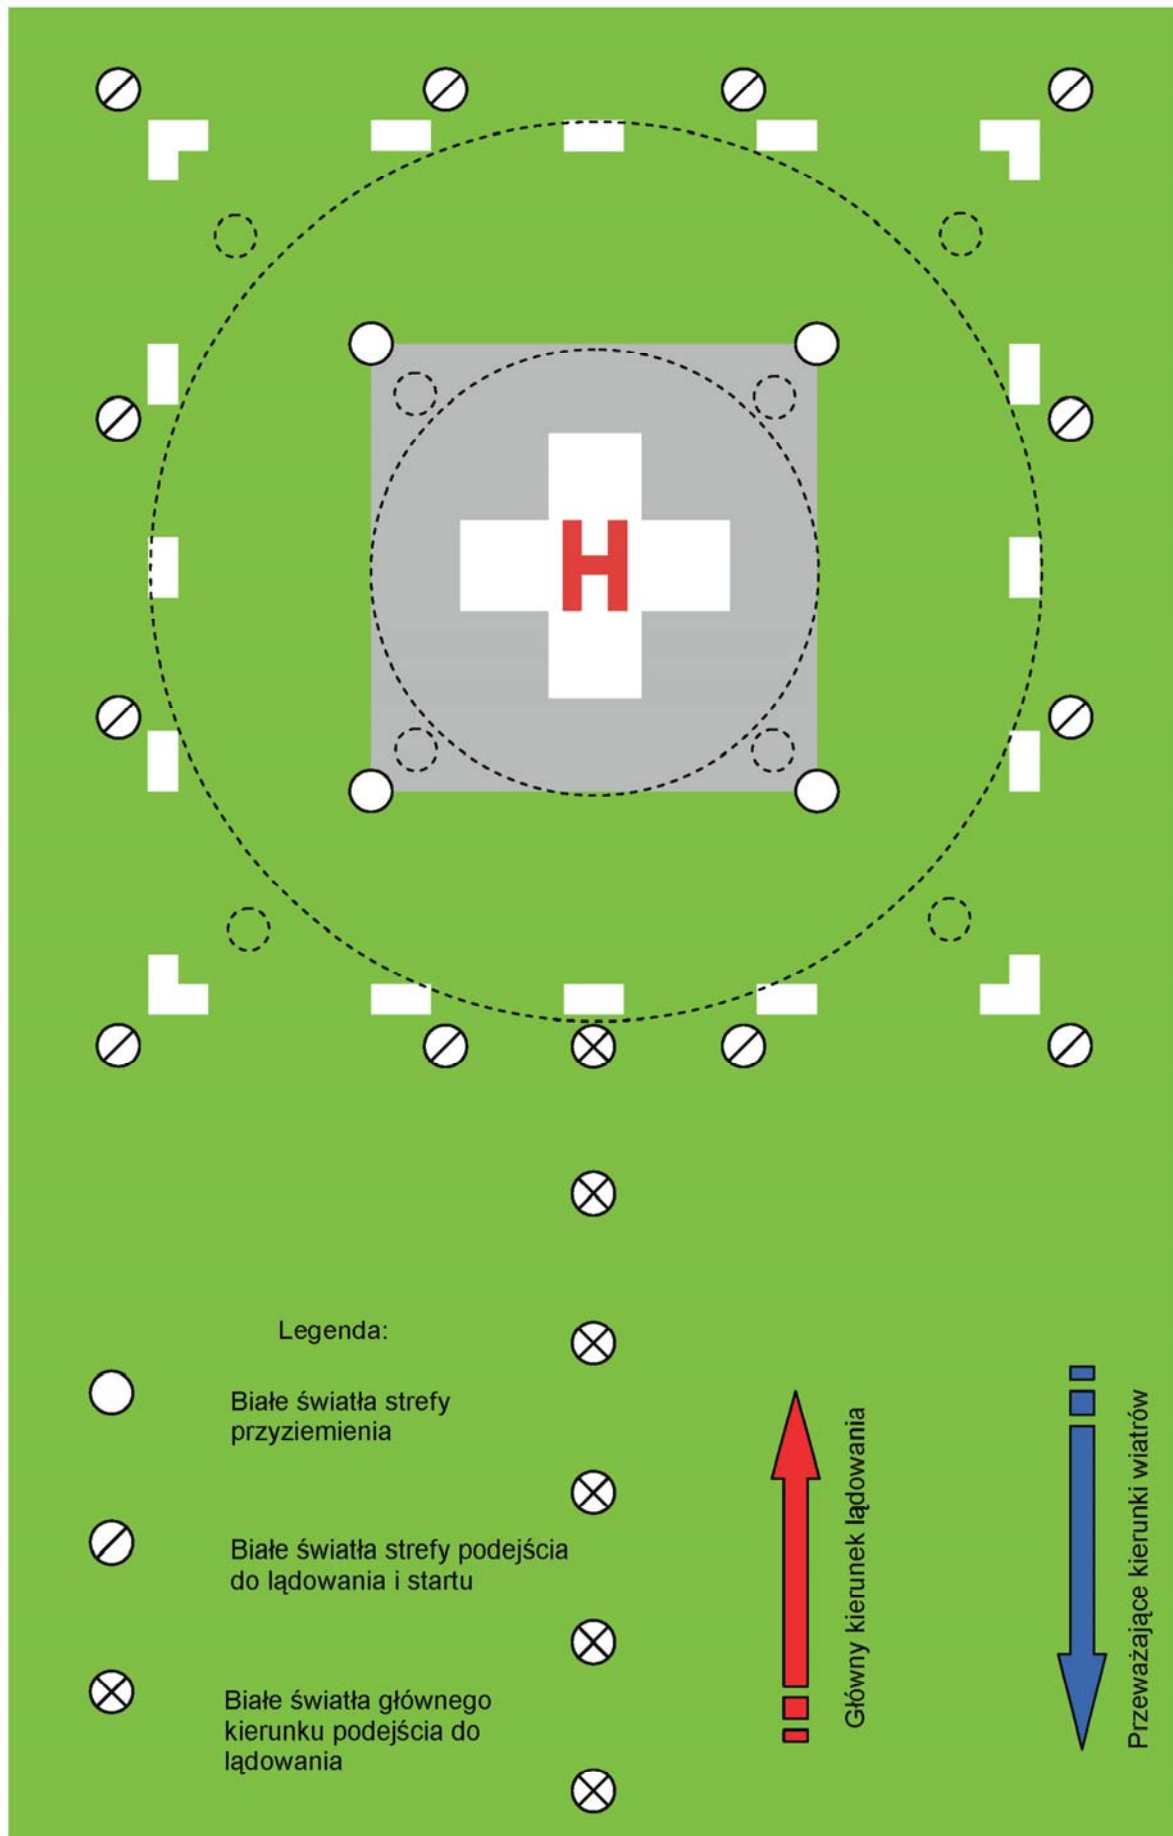 H
Legenda:
Białe światła strefy
przyziemienia
Białe światła strefy podejścia
do lądowania i startu
Białe światła głównego
kierunku podejścia do
lądowania
Główny kierunek lądowania
Przeważające kierunki wiatrów